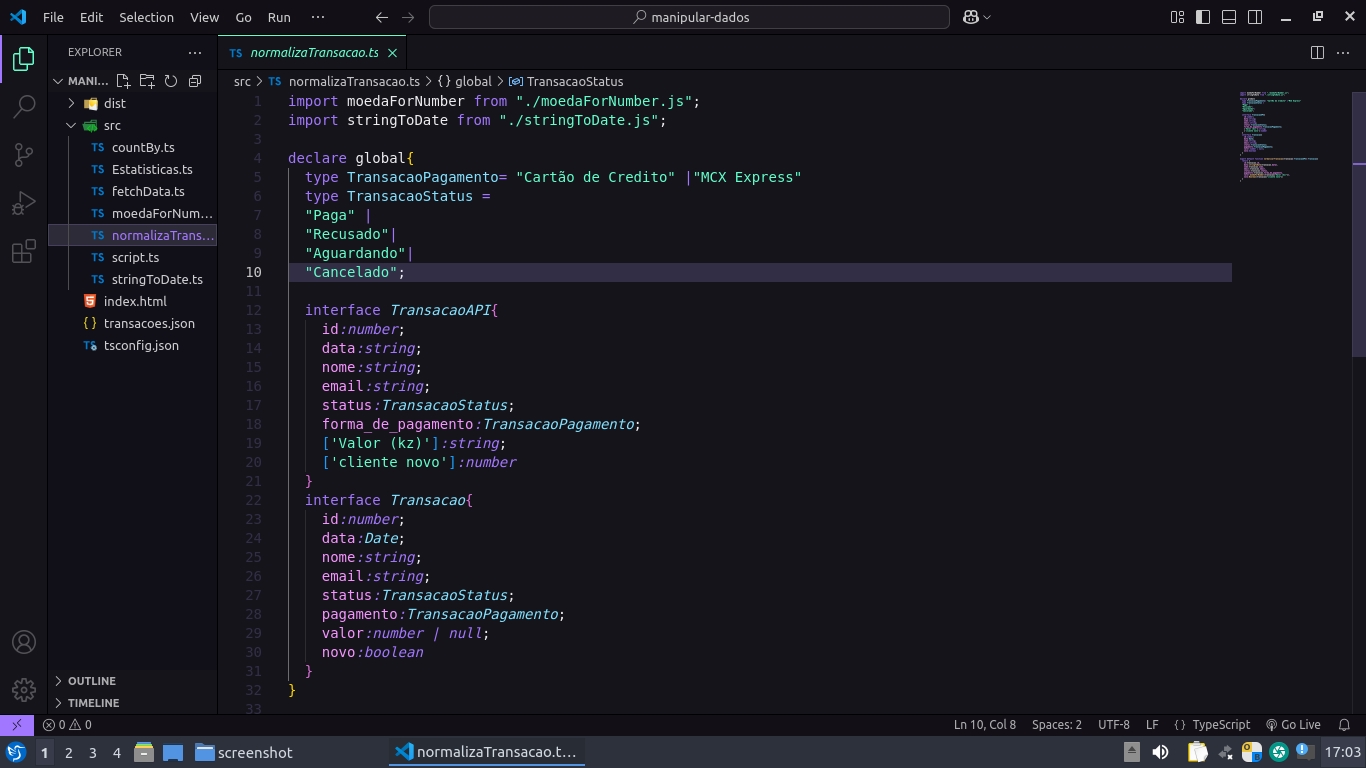 File Edit Selection View Go Run ···
manipular-dados
EXPLORER ···
MANI...
dist
src
TS countBy.ts
TS Estatisticas.ts
TS fetchData.ts
TS moedaForNum...
TS normalizaTrans...
TS script.ts
TS stringToDate.ts
index.html
{ } transacoes.json
TS tsconfig.json
OUTLINE
TIMELINE
TS normalizaTransacao.ts
src > TS normalizaTransacao.ts > { } global > TransacaoStatus
1 import moedaForNumber from "./moedaForNumber.js";
2 import stringToDate from "./stringToDate.js";
3
4 declare global{
5 type TransacaoPagamento= "Cartão de Credito" |"MCX Express"
6 type TransacaoStatus =
7 "Paga" |
8 "Recusado"|
9 "Aguardando"|
10 "Cancelado";
11
12 interface TransacaoAPI{
13 id:number;
14 data:string;
15 nome:string;
16 email:string;
17 status:TransacaoStatus;
18 forma_de_pagamento:TransacaoPagamento;
19 ['Valor (kz)']:string;
20 ['cliente novo']:number
21 }
22 interface Transacao{
23 id:number;
24 data:Date;
25 nome:string;
26 email:string;
27 status:TransacaoStatus;
28 pagamento:TransacaoPagamento;
29 valor:number | null;
30 novo:boolean
31 }
32 }
33
0 0
Ln 10, Col 8 Spaces: 2 UTF-8 LF { } TypeScript Go Live
1 2 3 4 screenshot normalizaTransacao.t... 17:03